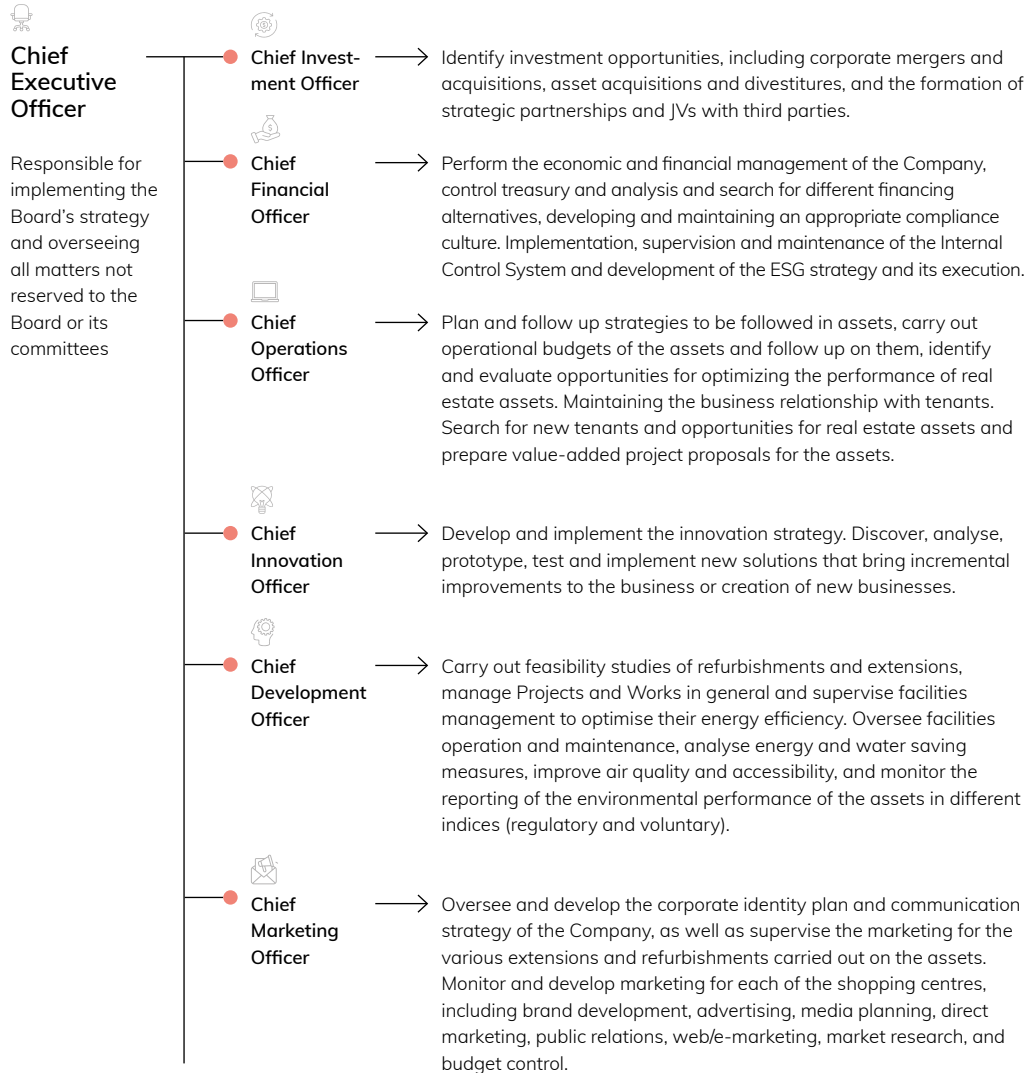 Chief
Executive
Officer
Responsible for
implementing the
Board's strategy
and overseeing
all matters not
reserved to the
Board or its
committees
Chief Invest-
ment Officer
Identify investment opportunities, including corporate mergers and
acquisitions, asset acquisitions and divestitures, and the formation of
strategic partnerships and JVs with third parties.
Chief
Financial
Officer
Perform the economic and financial management of the Company,
control treasury and analysis and search for different financing
alternatives, developing and maintaining an appropriate compliance
culture. Implementation, supervision and maintenance of the Internal
Control System and development of the ESG strategy and its execution.
Chief
Operations
Officer
Plan and follow up strategies to be followed in assets, carry out
operational budgets of the assets and follow up on them, identify
and evaluate opportunities for optimizing the performance of real
estate assets. Maintaining the business relationship with tenants.
Search for new tenants and opportunities for real estate assets and
prepare value-added project proposals for the assets.
Chief
Innovation
Officer
Develop and implement the innovation strategy. Discover, analyse,
prototype, test and implement new solutions that bring incremental
improvements to the business or creation of new businesses.
Chief
Development
Officer
Carry out feasibility studies of refurbishments and extensions,
manage Projects and Works in general and supervise facilities
management to optimise their energy efficiency. Oversee facilities
operation and maintenance, analyse energy and water saving
measures, improve air quality and accessibility, and monitor the
reporting of the environmental performance of the assets in different
indices (regulatory and voluntary).
Chief
Marketing
Officer
Oversee and develop the corporate identity plan and communication
strategy of the Company, as well as supervise the marketing for the
various extensions and refurbishments carried out on the assets.
Monitor and develop marketing for each of the shopping centres,
including brand development, advertising, media planning, direct
marketing, public relations, web/e-marketing, market research, and
budget control.